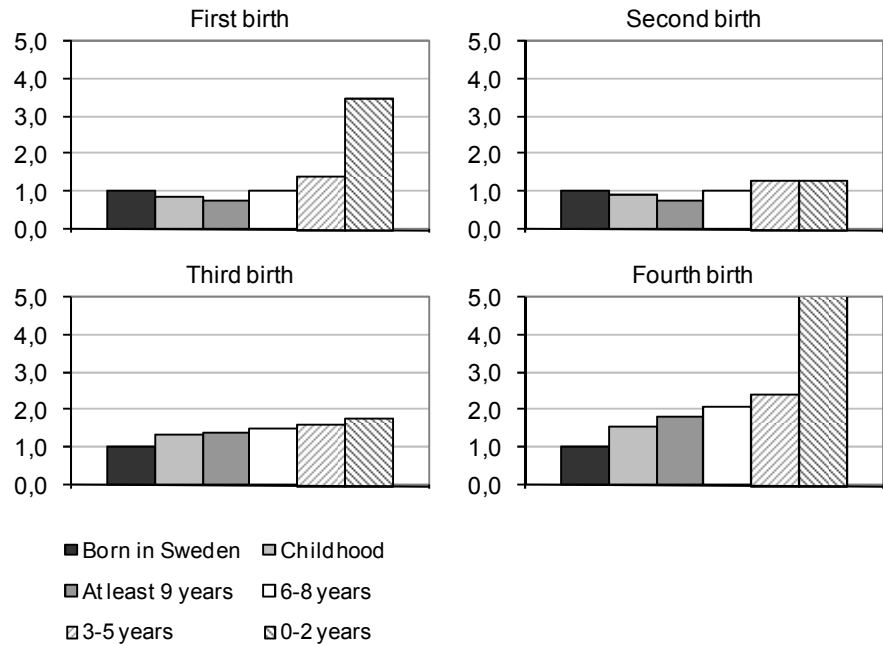 First birth
5,0
4,0
3,0
2,0
1,0
0,0
Second birth
5,0
4,0
3,0
2,0
1,0
0,0
Third birth
5,0
4,0
3,0
2,0
1,0
0,0
Fourth birth
5,0
4,0
3,0
2,0
1,0
0,0
Born in Sweden
Childhood
At least 9 years
6-8 years
3-5 years
0-2 years